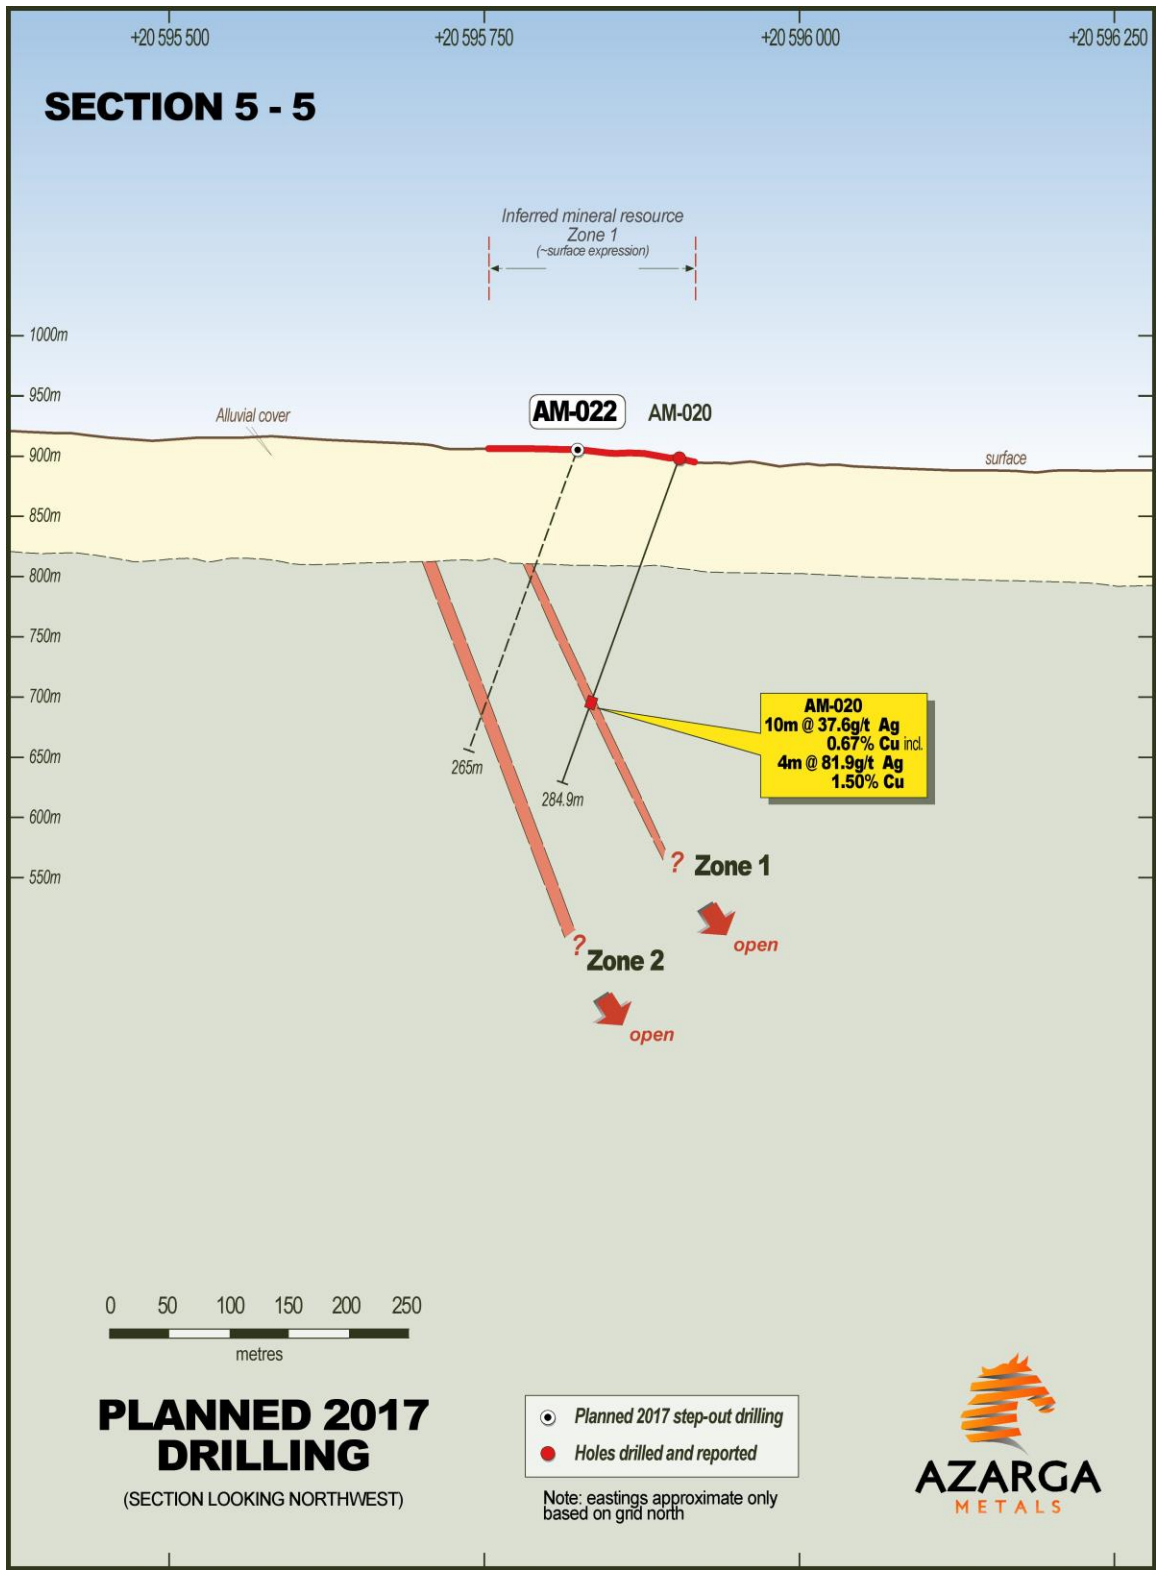 +20 595 500
+20 595 750
+20 596 000
+20 596 250
SECTION 5 - 5
Inferred mineral resource
Zone 1
(~surface expression)
1000m
950m
900m
850m
800m
750m
700m
650m
600m
550m
Alluvial cover
AM-022
AM-020
surface
AM-020
10m @ 37.6g/t Ag
0.67% Cu incl.
4m @ 81.9g/t Ag
1.50% Cu
265m
284.9m
? Zone 1
open
? Zone 2
open
0 50 100 150 200 250
metres
PLANNED 2017
DRILLING
(SECTION LOOKING NORTHWEST)
Planned 2017 step-out drilling
Holes drilled and reported
Note: eastings approximate only
based on grid north
AZARGA
METALS